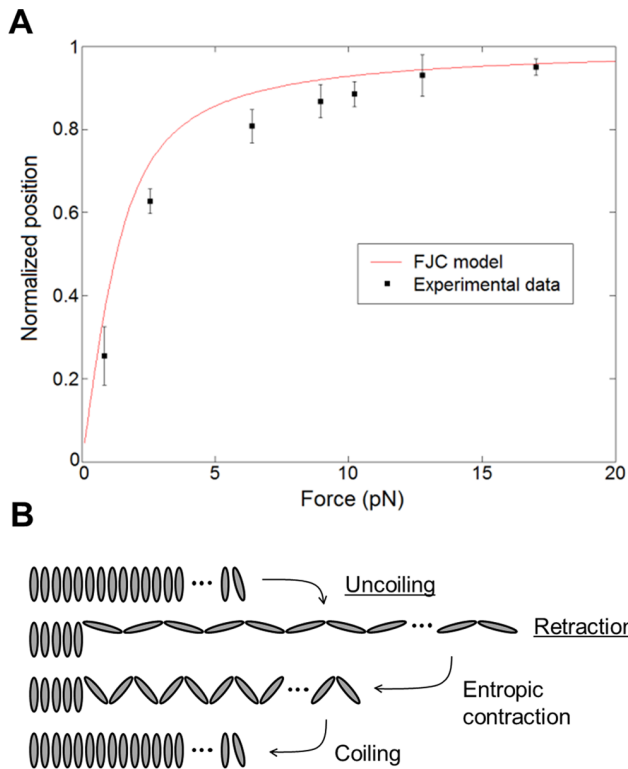 A
1
0.8
0.6
0.4
0.2
0
Normalized position
FJC model
Experimental data
0 5 10 15 20
Force (pN)
B
Uncoiling
Retraction
Entropic
contraction
Coiling